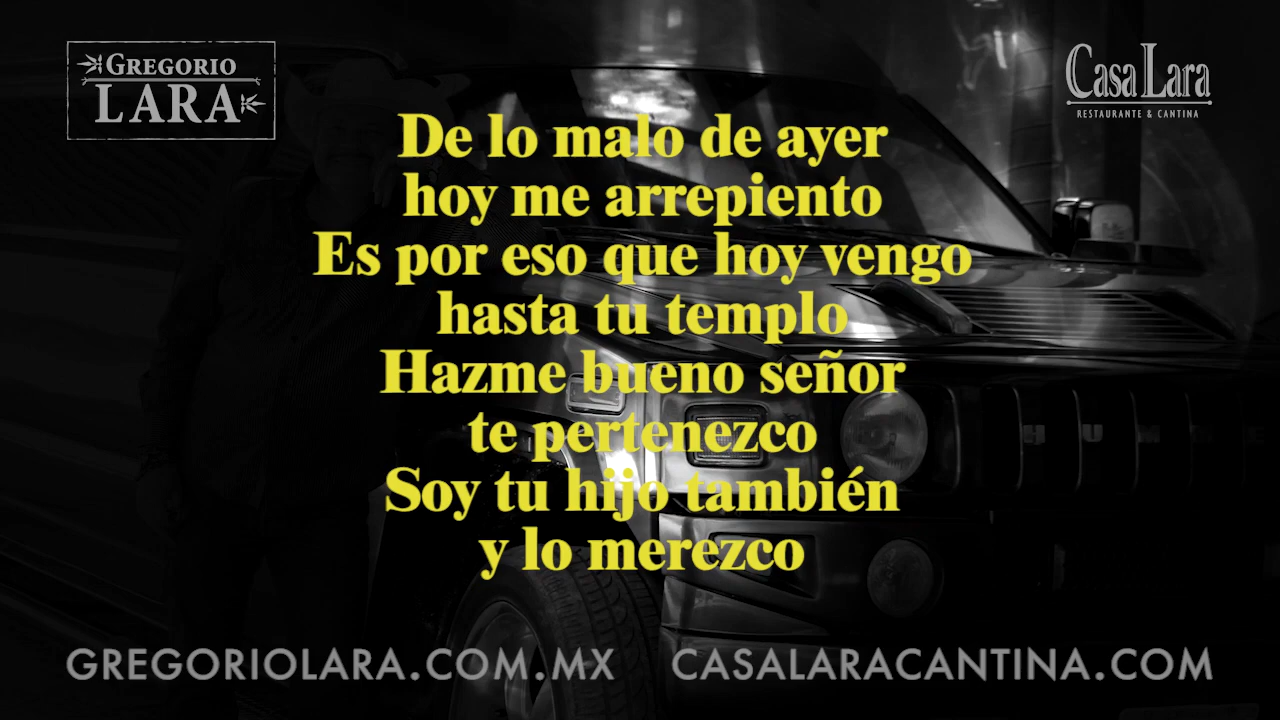 GREGORIO
LARA
Casa Lara
RESTAURANTE & CANTINA
De lo malo de ayer
hoy me arrepiento
Es por eso que hoy vengo
hasta tu templo
Hazme bueno señor
te pertenezco
Soy tu hijo también
y lo merezco
HUMME
GREGORIOLARA.COM.MX
CASALARACANTINA.COM